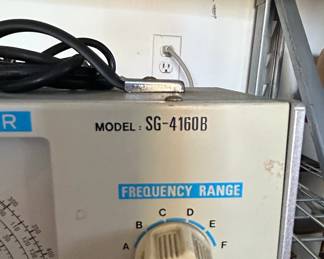 R
MODEL: SG-4160B
FREQUENCY RANGE
C D
B E
A F